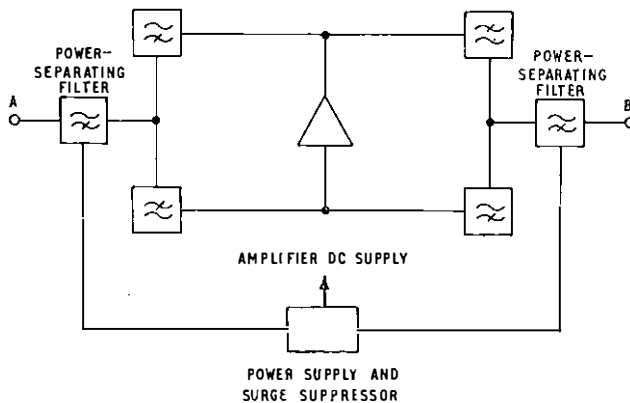 POWER-
SEPARATING
FILTER
A
POWER-
SEPARATING
FILTER
B
AMPLIFIER DC SUPPLY
POWER SUPPLY AND
SURGE SUPPRESSOR